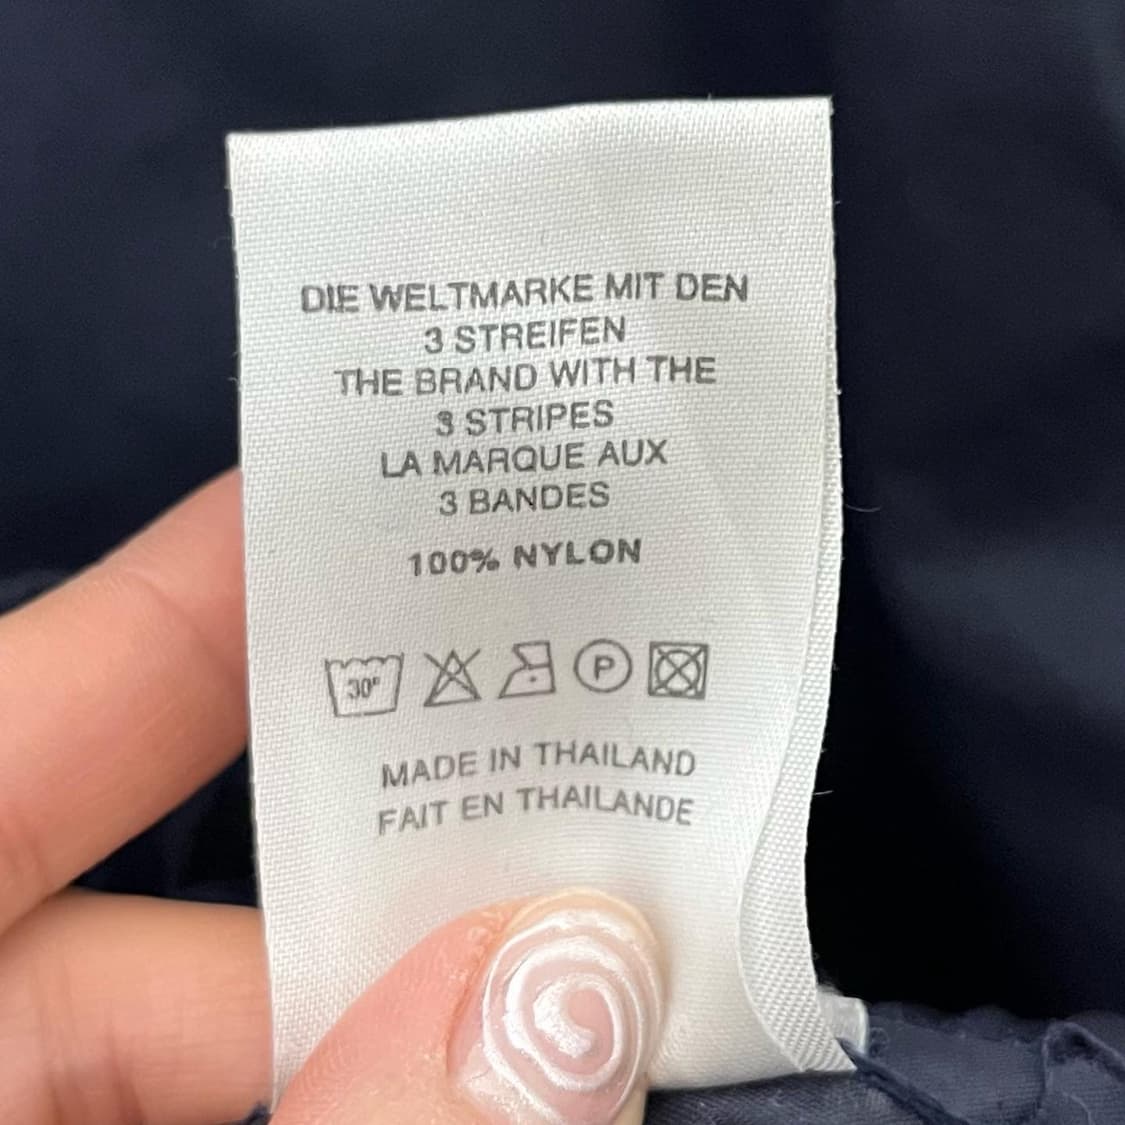 DIE WELTMARKE MIT DEN
3 STREIFEN
THE BRAND WITH THE
3 STRIPES
LA MARQUE AUX
3 BANDES
100% NYLON
30° P
MADE IN THAILAND
FAIT EN THAILANDE